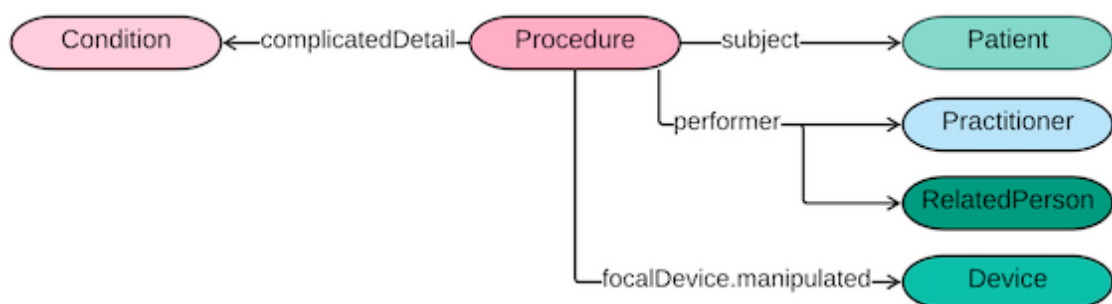 Condition
complicatedDetail
Procedure
subject
Patient
performer
Practitioner
RelatedPerson
focalDevice.manipulated
Device